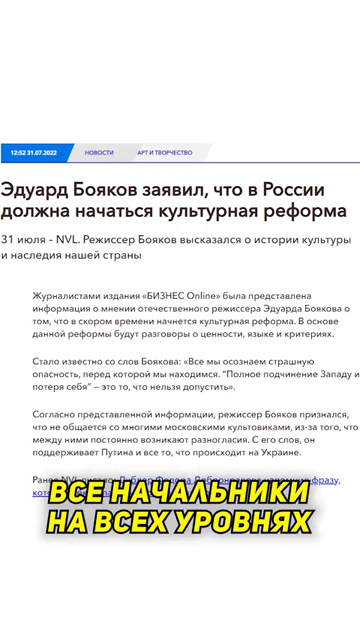 12:52 31.07.2022 НОВОСТИ АРТ И ТВОРЧЕСТВО
Эдуард Бояков заявил, что в России
должна начаться культурная реформа
31 июля – NVL. Режиссер Бояков высказался о истории культуры
и наследия нашей страны
Журналистами издания «БИЗНЕС Online» была представлена
информация о мнении отечественного режиссера Эдуарда Боякова о
том, что в скором времени начнется культурная реформа. В основе
данной реформы будут разговоры о ценности, языке и критериях.
Стало известно со слов Боякова: «Все мы осознаем страшную
опасность, перед которой мы находимся. "Полное подчинение Западу и
потеря себя" — это то, что нельзя допустить».
Согласно представленной информации, режиссер Бояков признался,
что не общается со многими московскими культовиками, из-за того, что
между ними постоянно возникают разногласия. С его слов, он
поддерживает Путина и все то, что происходит на Украине.
Ранее NVL писало: Фёдора Добронравова фразу,
ВСЕ НАЧАЛЬНИКИ
НА ВСЕХ УРОВНЯХ